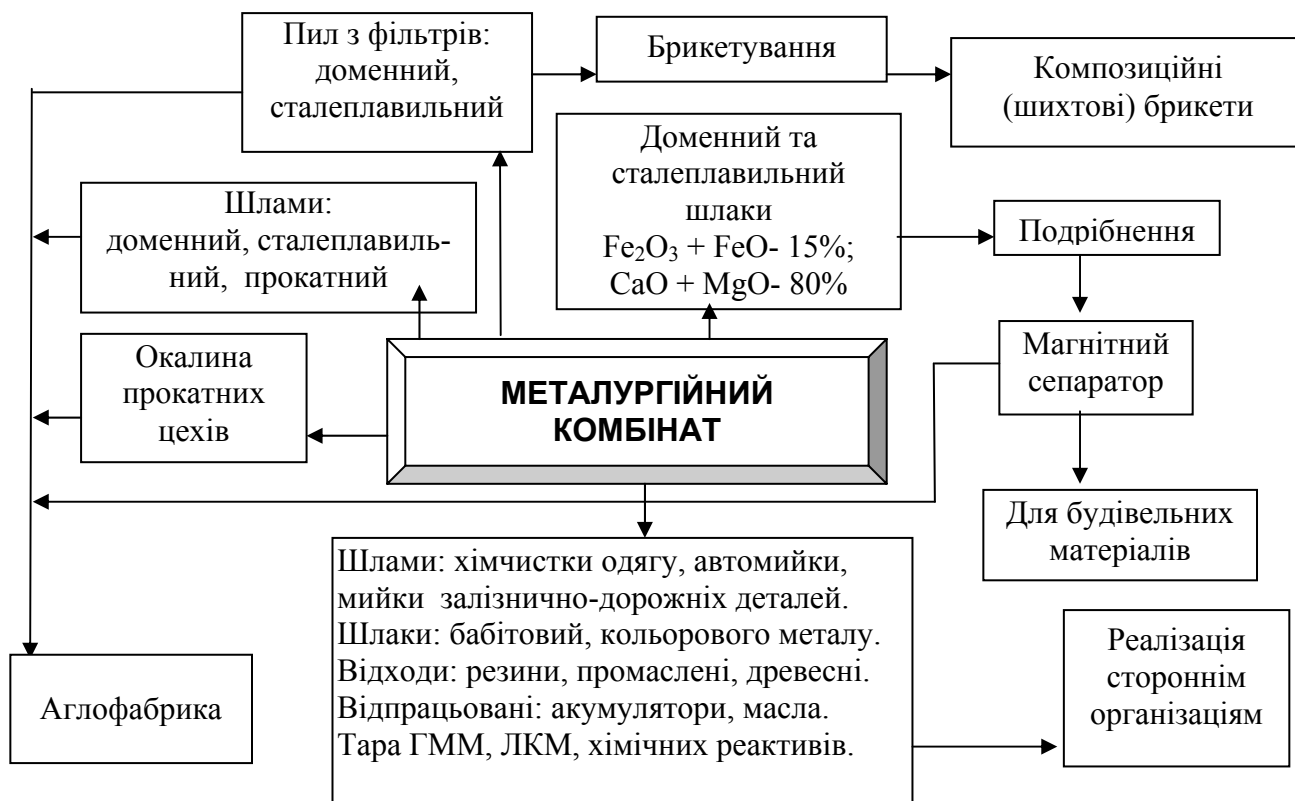 Пил з фільтрів:
доменний,
сталеплавильний
Брикетування
Композиційні
(шихтові) брикети
Доменний та
сталеплавильний
шлаки
Fe₂O₃ + FeO- 15%;
CaO + MgO- 80%
Шлами:
доменний, сталеплавиль-
ний, прокатний
Подрібнення
Окалина
прокатних
цехів
МЕТАЛУРГІЙНИЙ
КОМБІНАТ
Магнітний
сепаратор
Для будівельних
матеріалів
Шлами: хімчистки одягу, автомийки,
мийки залізнично-дорожніх деталей.
Шлаки: бабітовий, кольорового металу.
Відходи: резини, промаслені, древесні.
Відпрацьовані: акумулятори, масла.
Тара ГММ, ЛКМ, хімічних реактивів.
Аглофабрика
Реалізація
стороннім
організаціям